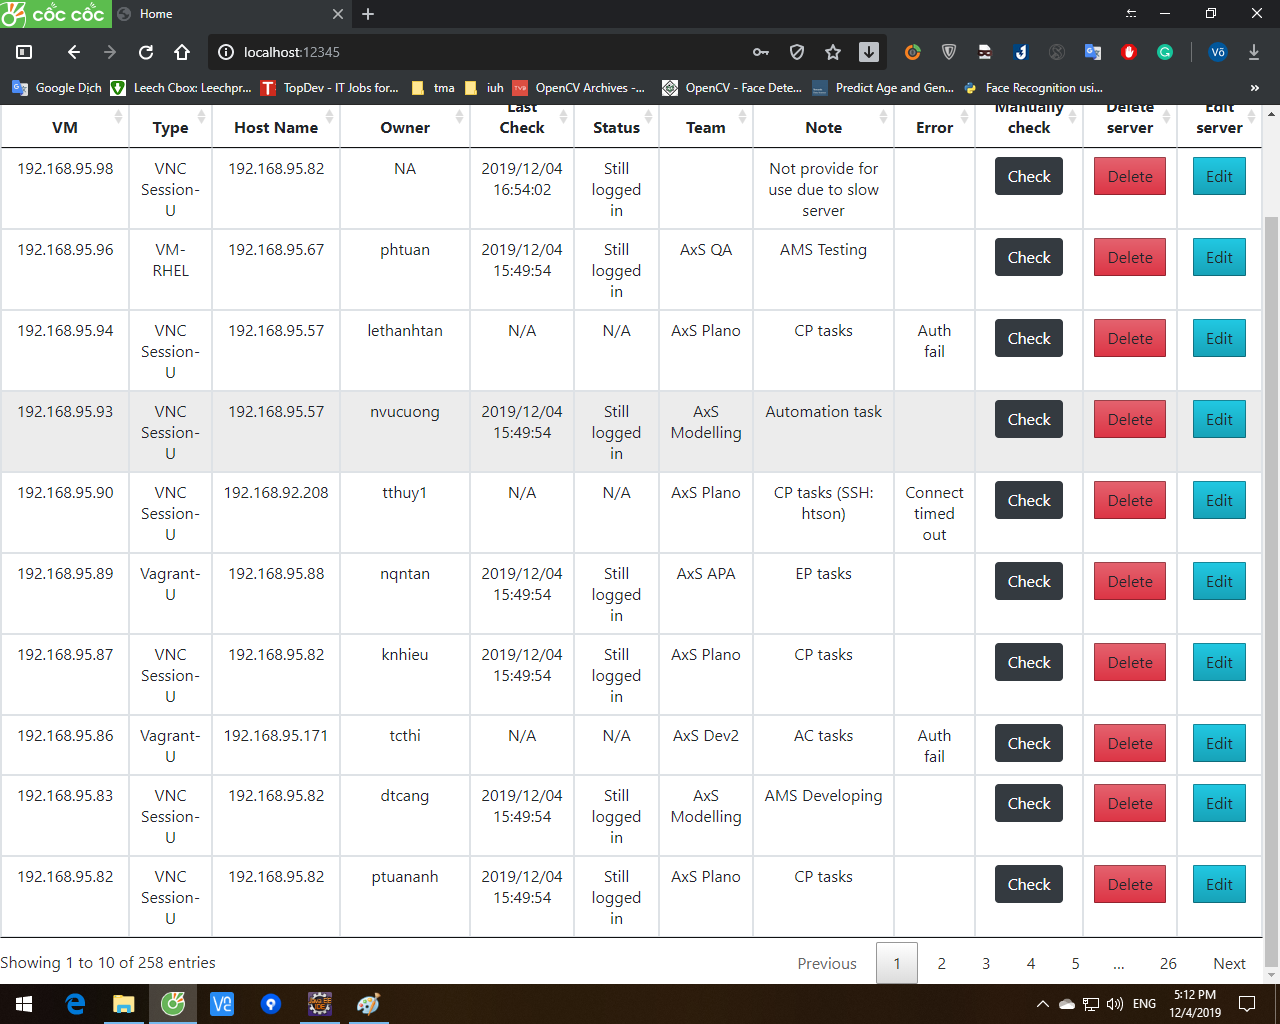 cốc cốc
Home
localhost:12345
Võ
Google Dịch
Leech Cbox: Leechpr...
TopDev - IT Jobs for...
tma
iuh
OpenCV Archives -...
OpenCV - Face Dete...
Predict Age and Gen...
Face Recognition usi...
VM
Type
Host Name
Owner
Last
Check
Status
Team
Note
Error
Manually
check
Delete
server
Edit
server
192.168.95.98
VNC
Session-
U
192.168.95.82
NA
2019/12/04
16:54:02
Still
logged
in
Not provide for
use due to slow
server
Check
Delete
Edit
192.168.95.96
VM-
RHEL
192.168.95.67
phtuan
2019/12/04
15:49:54
Still
logged
in
AxS QA
AMS Testing
Check
Delete
Edit
192.168.95.94
VNC
Session-
U
192.168.95.57
lethanhtan
N/A
N/A
AxS Plano
CP tasks
Auth
fail
Check
Delete
Edit
192.168.95.93
VNC
Session-
U
192.168.95.57
nvucuong
2019/12/04
15:49:54
Still
logged
in
AxS
Modelling
Automation task
Check
Delete
Edit
192.168.95.90
VNC
Session-
U
192.168.92.208
tthuy1
N/A
N/A
AxS Plano
CP tasks (SSH:
htson)
Connect
timed
out
Check
Delete
Edit
192.168.95.89
Vagrant-
U
192.168.95.88
nqntan
2019/12/04
15:49:54
Still
logged
in
AxS APA
EP tasks
Check
Delete
Edit
192.168.95.87
VNC
Session-
U
192.168.95.82
knhieu
2019/12/04
15:49:54
Still
logged
in
AxS Plano
CP tasks
Check
Delete
Edit
192.168.95.86
Vagrant-
U
192.168.95.171
tcthi
N/A
N/A
AxS Dev2
AC tasks
Auth
fail
Check
Delete
Edit
192.168.95.83
VNC
Session-
U
192.168.95.82
dtcang
2019/12/04
15:49:54
Still
logged
in
AxS
Modelling
AMS Developing
Check
Delete
Edit
192.168.95.82
VNC
Session-
U
192.168.95.82
ptuananh
2019/12/04
15:49:54
Still
logged
in
AxS Plano
CP tasks
Check
Delete
Edit
Showing 1 to 10 of 258 entries
Previous
1
2
3
4
5
...
26
Next
Java EE
IDE
ENG
5:12 PM
12/4/2019